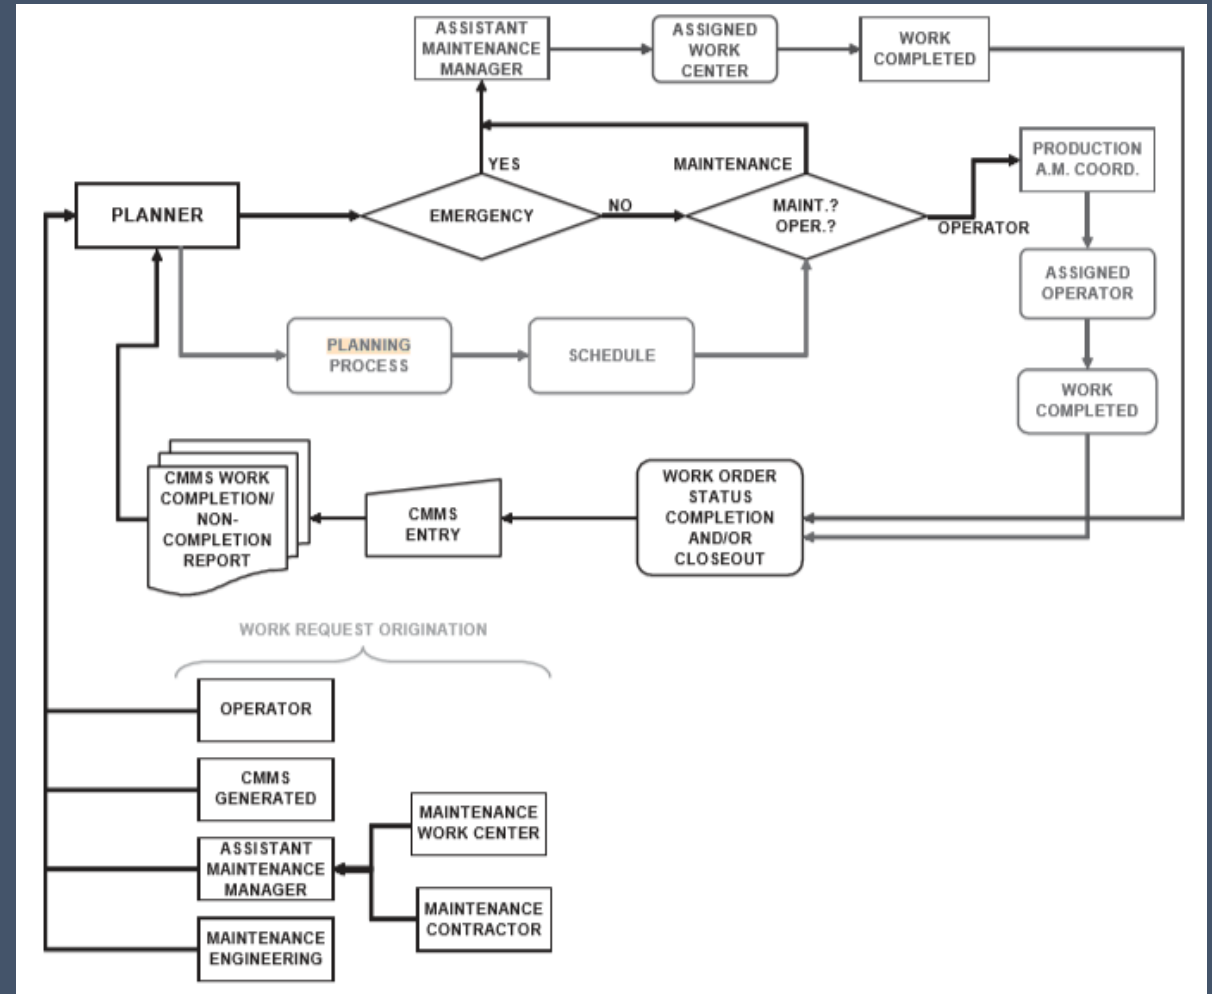 ASSISTANT
MAINTENANCE
MANAGER
ASSIGNED
WORK
CENTER
WORK
COMPLETED
YES
MAINTENANCE
PRODUCTION
A.M. COORD.
PLANNER
EMERGENCY
NO
MAINT.?
OPER.?
OPERATOR
ASSIGNED
OPERATOR
PLANNING
PROCESS
SCHEDULE
WORK
COMPLETED
CMMS WORK
COMPLETION/
NON-
COMPLETION
REPORT
CMMS
ENTRY
WORK ORDER
STATUS
COMPLETION
AND/OR
CLOSEOUT
WORK REQUEST ORIGINATION
OPERATOR
CMMS
GENERATED
ASSISTANT
MAINTENANCE
MANAGER
MAINTENANCE
WORK CENTER
MAINTENANCE
CONTRACTOR
MAINTENANCE
ENGINEERING